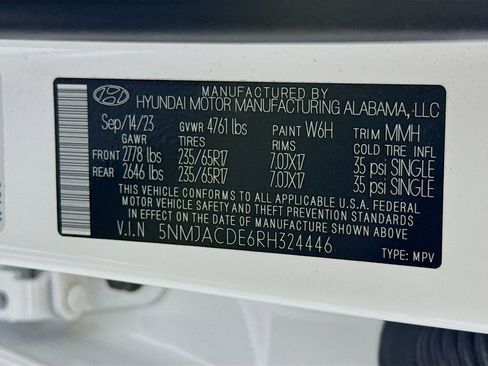 MANUFACTURED BY
HYUNDAI MOTOR MANUFACTURING ALABAMA, LLC
Sep/14/23 GVWR 4761 lbs PAINT W6H TRIM MMH
GAWR TIRES RIMS COLD TIRE INFL
FRONT 2778 lbs 235/65R17 7.0JX17 35 psi SINGLE
REAR 2646 lbs 235/65R17 7.0JX17 35 psi SINGLE
THIS VEHICLE CONFORMS TO ALL APPLICABLE U.S.A. FEDERAL
MOTOR VEHICLE SAFETY AND THEFT PREVENTION STANDARDS
IN EFFECT ON THE DATE OF MANUFACTURE SHOWN ABOVE
V.I.N 5NMJACDE6RH324446
TYPE: MPV